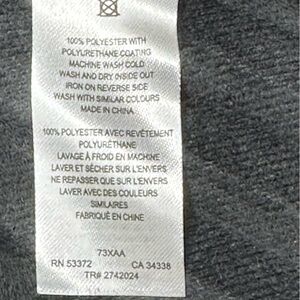 100% POLYESTER WITH
POLYURETHANE COATING
MACHINE WASH COLD
WASH AND DRY INSIDE OUT
IRON ON REVERSE SIDE
WASH WITH SIMILAR COLOURS
MADE IN CHINA
100% POLYESTER AVEC REVÊTEMENT
POLYURÉTHANE
LAVAGE À FROID EN MACHINE
LAVER ET SÉCHER SUR L'ENVERS
NE REPASSER QUE SUR L'ENVERS
LAVER AVEC DES COULEURS
SIMILAIRES
FABRIQUÉ EN CHINE
73XAA
RN 53372 CA 34338
TR# 2742024